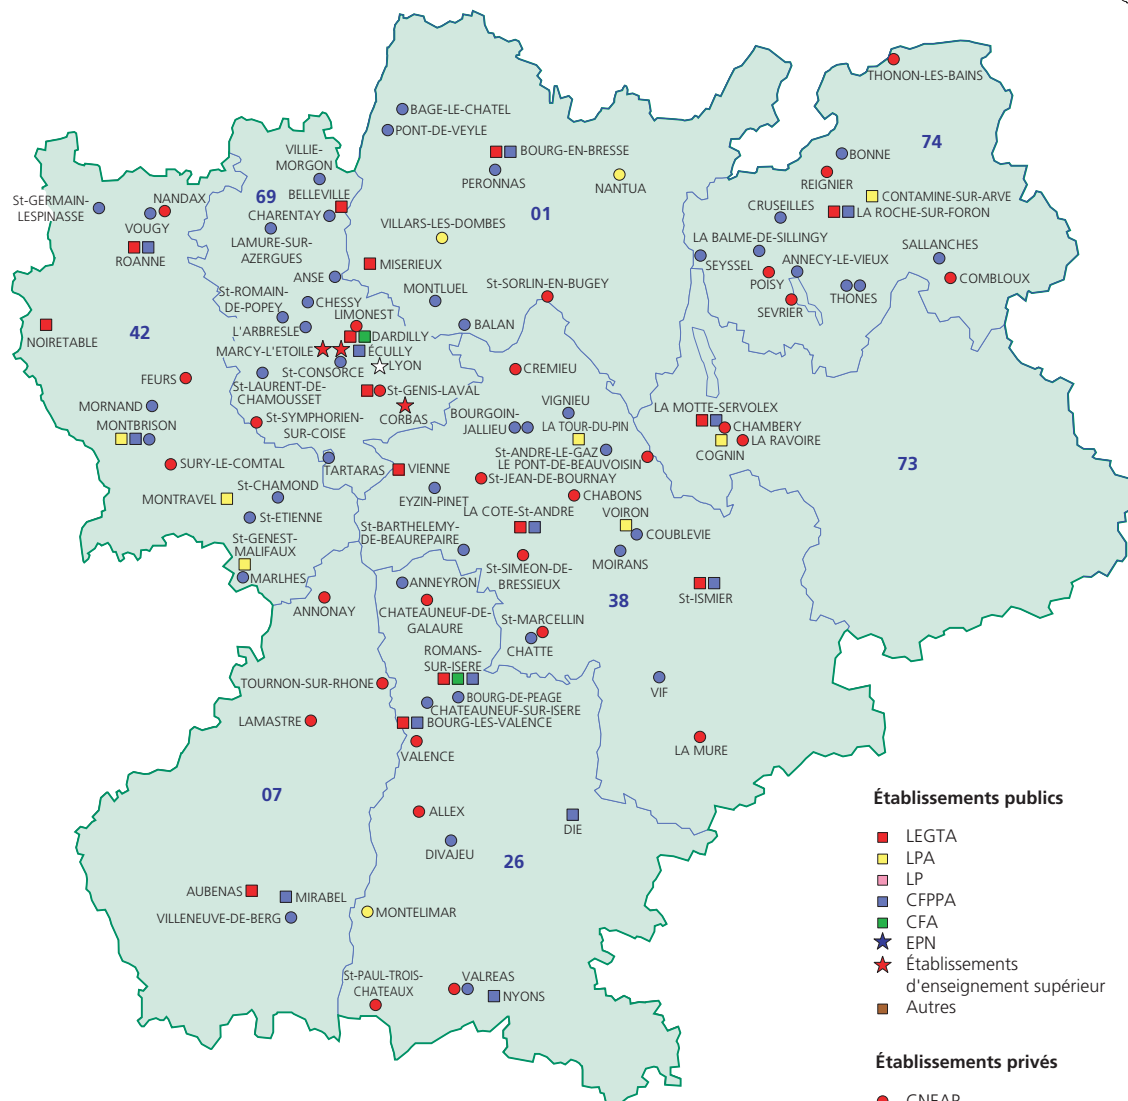 THONON-LES-BAINS
BAGE-LE-CHATEL
PONT-DE-VEYLE
74
VILLIE-
MORGON
BOURG-EN-BRESSE
BONNE
PERONNAS
NANTUA
REIGNIER
69
BELLEVILLE
St-GERMAIN-
LESPINASSE
NANDAX
VOUGY
CONTAMINE-SUR-ARVE
CRUSEILLES
LA ROCHE-SUR-FORON
CHARENTAY
01
VILLARS-LES-DOMBES
LAMURE-SUR-
AZERGUES
LA BALME-DE-SILLINGY
SALLANCHES
ROANNE
MISERIEUX
SEYSSEL
ANNECY-LE-VIEUX
ANSE
POISY
COMBLOUX
St-SORLIN-EN-BUGEY
MONTLUEL
THONES
St-ROMAIN-
DE-POPEY
CHESSY
SEVRIER
LIMONEST
BALAN
42
L'ARBRESLE
NOIRETABLE
DARDILLY
MARCY-L'ETOILE
ÉCULLY
LYON
St-CONSORCE
CREMIEU
FEURS
St-LAURENT-DE-
CHAMOUSSET
St-GENIS-LAVAL
MORNAND
CORBAS
VIGNIEU
LA MOTTE-SERVOLEX
St-SYMPHORIEN-
SUR-COISE
BOURGOIN-
JALLIEU
LA TOUR-DU-PIN
CHAMBERY
MONTBRISON
LA RAVOIRE
COGNIN
St-ANDRE-LE-GAZ
LE PONT-DE-BEAUVOISIN
73
SURY-LE-COMTAL
TARTARAS
VIENNE
St-JEAN-DE-BOURNAY
St-CHAMOND
EYZIN-PINET
CHABONS
MONTRAVEL
LA COTE-St-ANDRE
VOIRON
St-ETIENNE
St-BARTHELEMY-
DE-BEAUREPAIRE
COUBLEVIE
St-GENEST-
MALIFAUX
MOIRANS
St-SIMEON-DE-
BRESSIEUX
MARLHES
ANNEYRON
St-ISMIER
38
ANNONAY
CHATEAUNEUF-DE-
GALAURE
St-MARCELLIN
CHATTE
ROMANS-
SUR-ISERE
TOURNON-SUR-RHONE
VIF
BOURG-DE-PEAGE
CHATEAUNEUF-SUR-ISERE
LAMASTRE
BOURG-LES-VALENCE
LA MURE
VALENCE
07
ALLEX
DIE
DIVAJEU
26
AUBENAS
MIRABEL
VILLENEUVE-DE-BERG
MONTELIMAR
St-PAUL-TROIS-
CHATEAUX
VALREAS
NYONS
Établissements publics
LEGTA
LPA
LP
CFPPA
CFA
EPN
Établissements
d'enseignement supérieur
Autres
Établissements privés
CNEAP